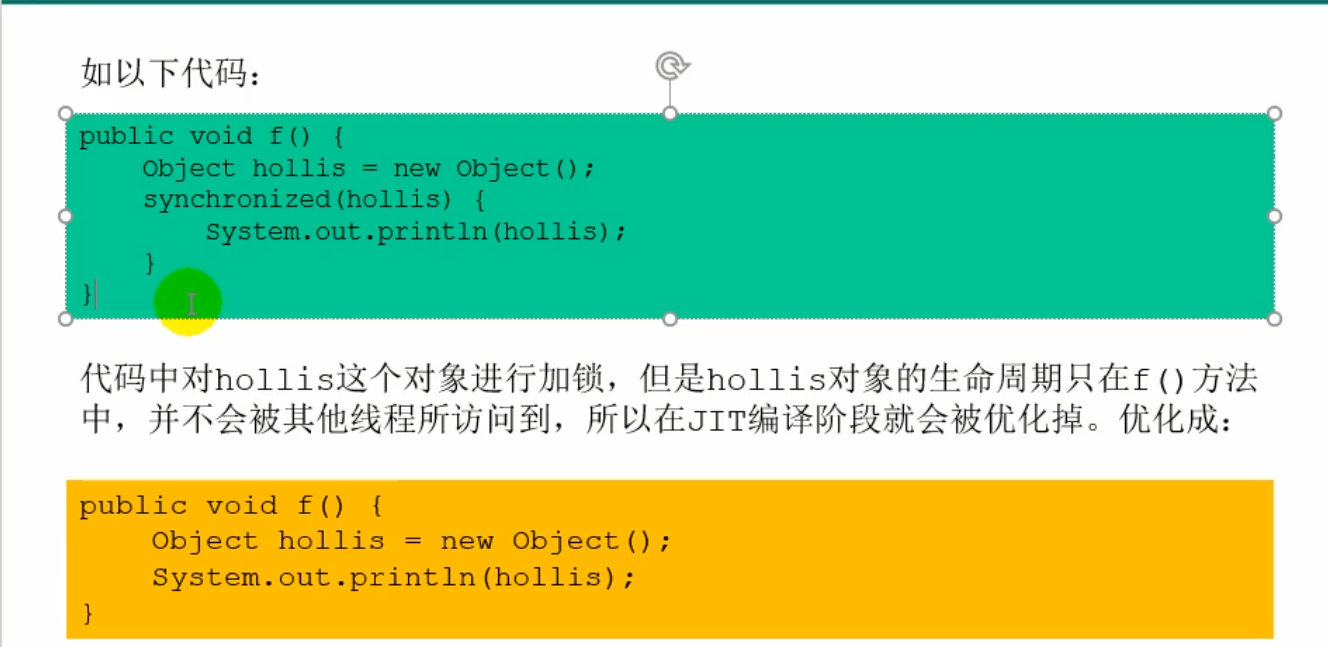 如以下代码：
public void f() {
    Object hollis = new Object();
    synchronized(hollis) {
        System.out.println(hollis);
    }
}
代码中对hollis这个对象进行加锁，但是hollis对象的生命周期只在f()方法
中，并不会被其他线程所访问到，所以在JIT编译阶段就会被优化掉。优化成：
public void f() {
    Object hollis = new Object();
    System.out.println(hollis);
}